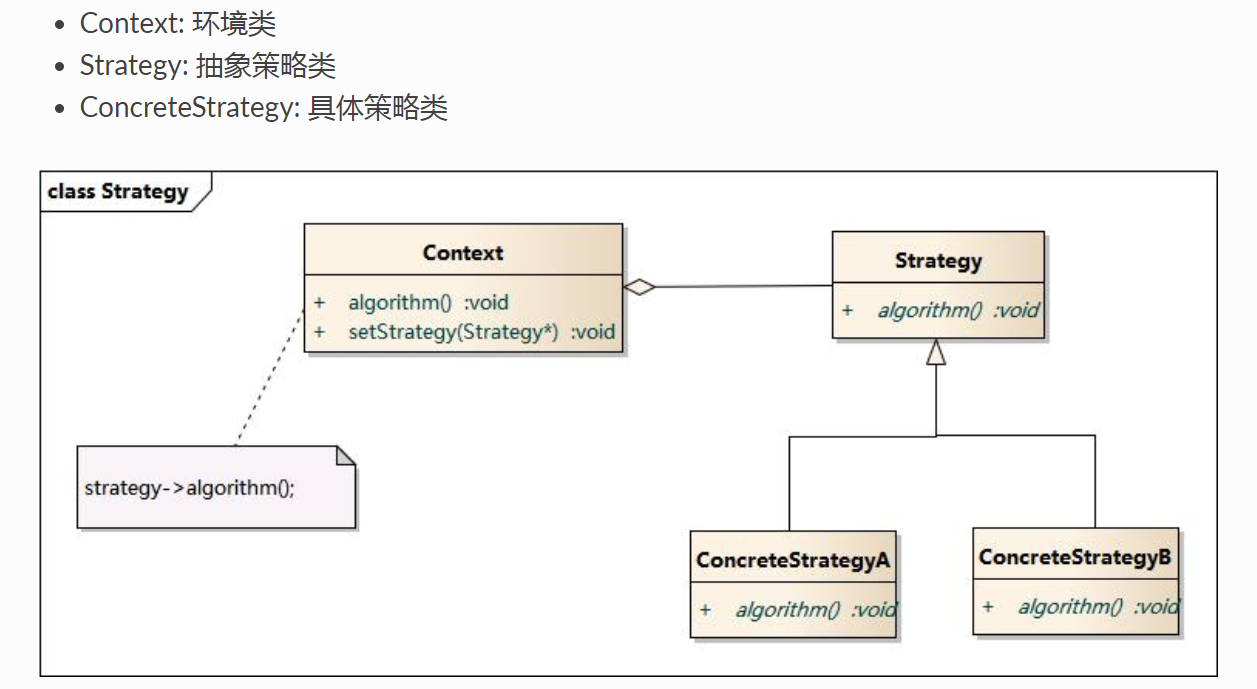 Context: 环境类
Strategy: 抽象策略类
ConcreteStrategy: 具体策略类
class Strategy
Context
+ algorithm() :void
+ setStrategy(Strategy*) :void
Strategy
+ algorithm() :void
strategy->algorithm();
ConcreteStrategyA
+ algorithm() :void
ConcreteStrategyB
+ algorithm() :void